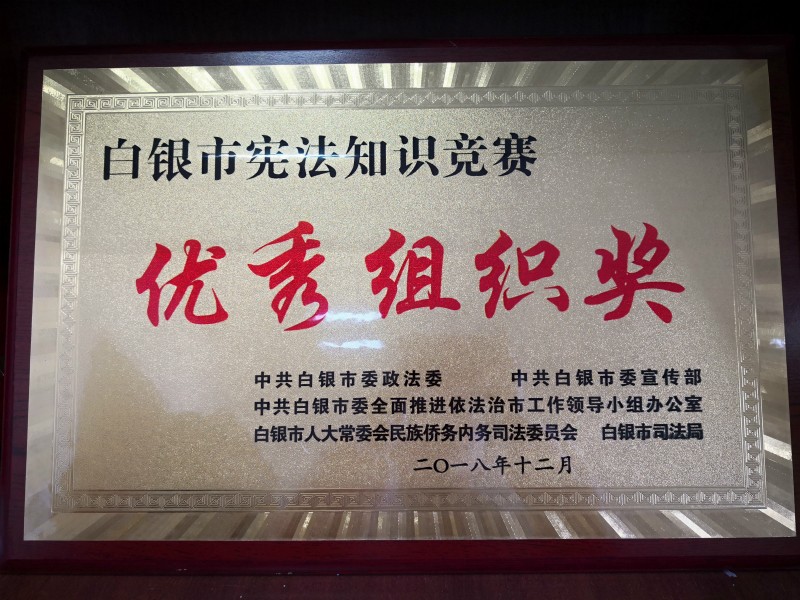 白银市宪法知识竞赛
优秀组织奖
中共白银市委政法委 中共白银市委宣传部
中共白银市委全面推进依法治市工作领导小组办公室
白银市人大常委会民族侨务内务司法委员会 白银市司法局
二〇一八年十二月